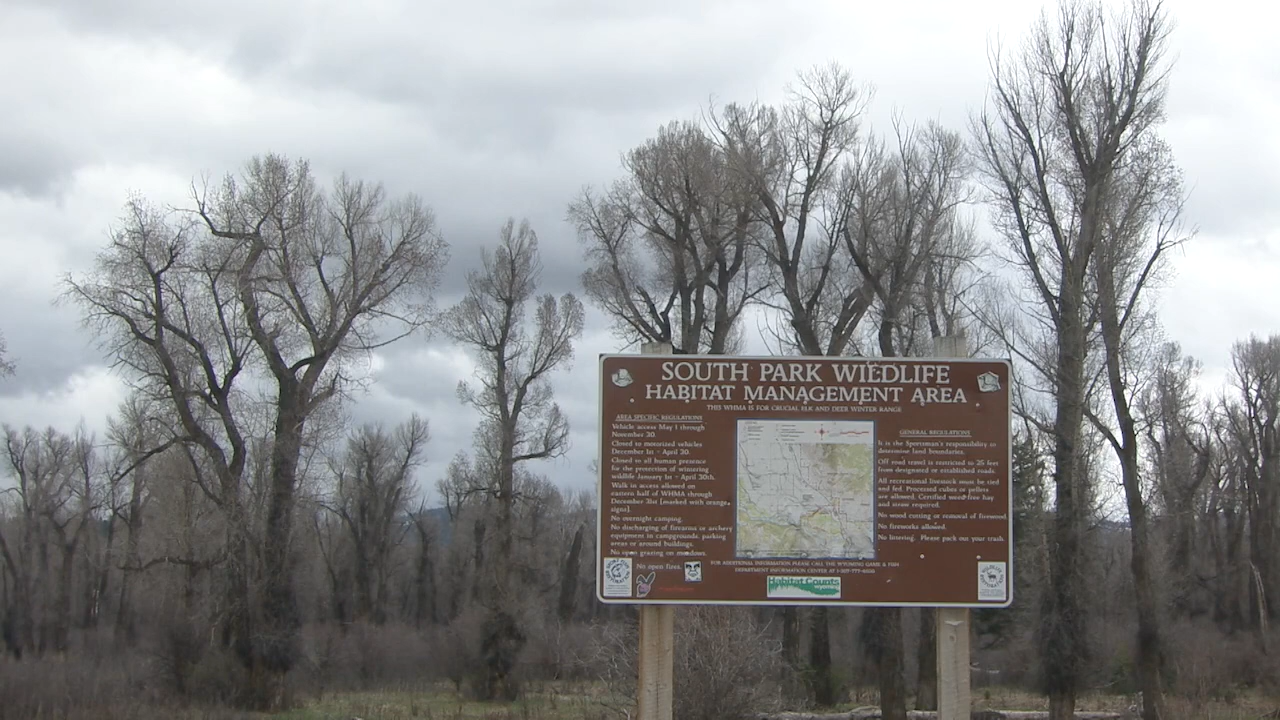 SOUTH PARK WILDLIFE
HABITAT MANAGEMENT AREA
THIS WHMA IS FOR CRUCIAL ELK AND DEER WINTER RANGE
AREA SPECIFIC REGULATIONS
Vehicle access May 1 through
November 30.
Closed to motorized vehicles
December 1st - April 30.
Closed to all human presence
for the protection of wintering
wildlife January 1st - April 30th.
Walk in access allowed on
eastern half of WHMA through
December 31st [marked with orange
signs].
No overnight camping.
No discharging of firearms or archery
equipment in campgrounds, parking
areas or around buildings.
No open grazing on meadows.
No open fires.
GENERAL REGULATIONS
It is the Sportsman's responsibility to
determine land boundaries.
Off road travel is restricted to 25 feet
from designated or established roads.
All recreational livestock must be tied
and fed. Processed cubes or pellets
are allowed. Certified weed-free hay
and straw required.
No wood cutting or removal of firewood.
No fireworks allowed.
No littering. Please pack out your trash.
FOR ADDITIONAL INFORMATION PLEASE CALL THE WYOMING GAME & FISH
DEPARTMENT INFORMATION CENTER AT
Habitat Counts